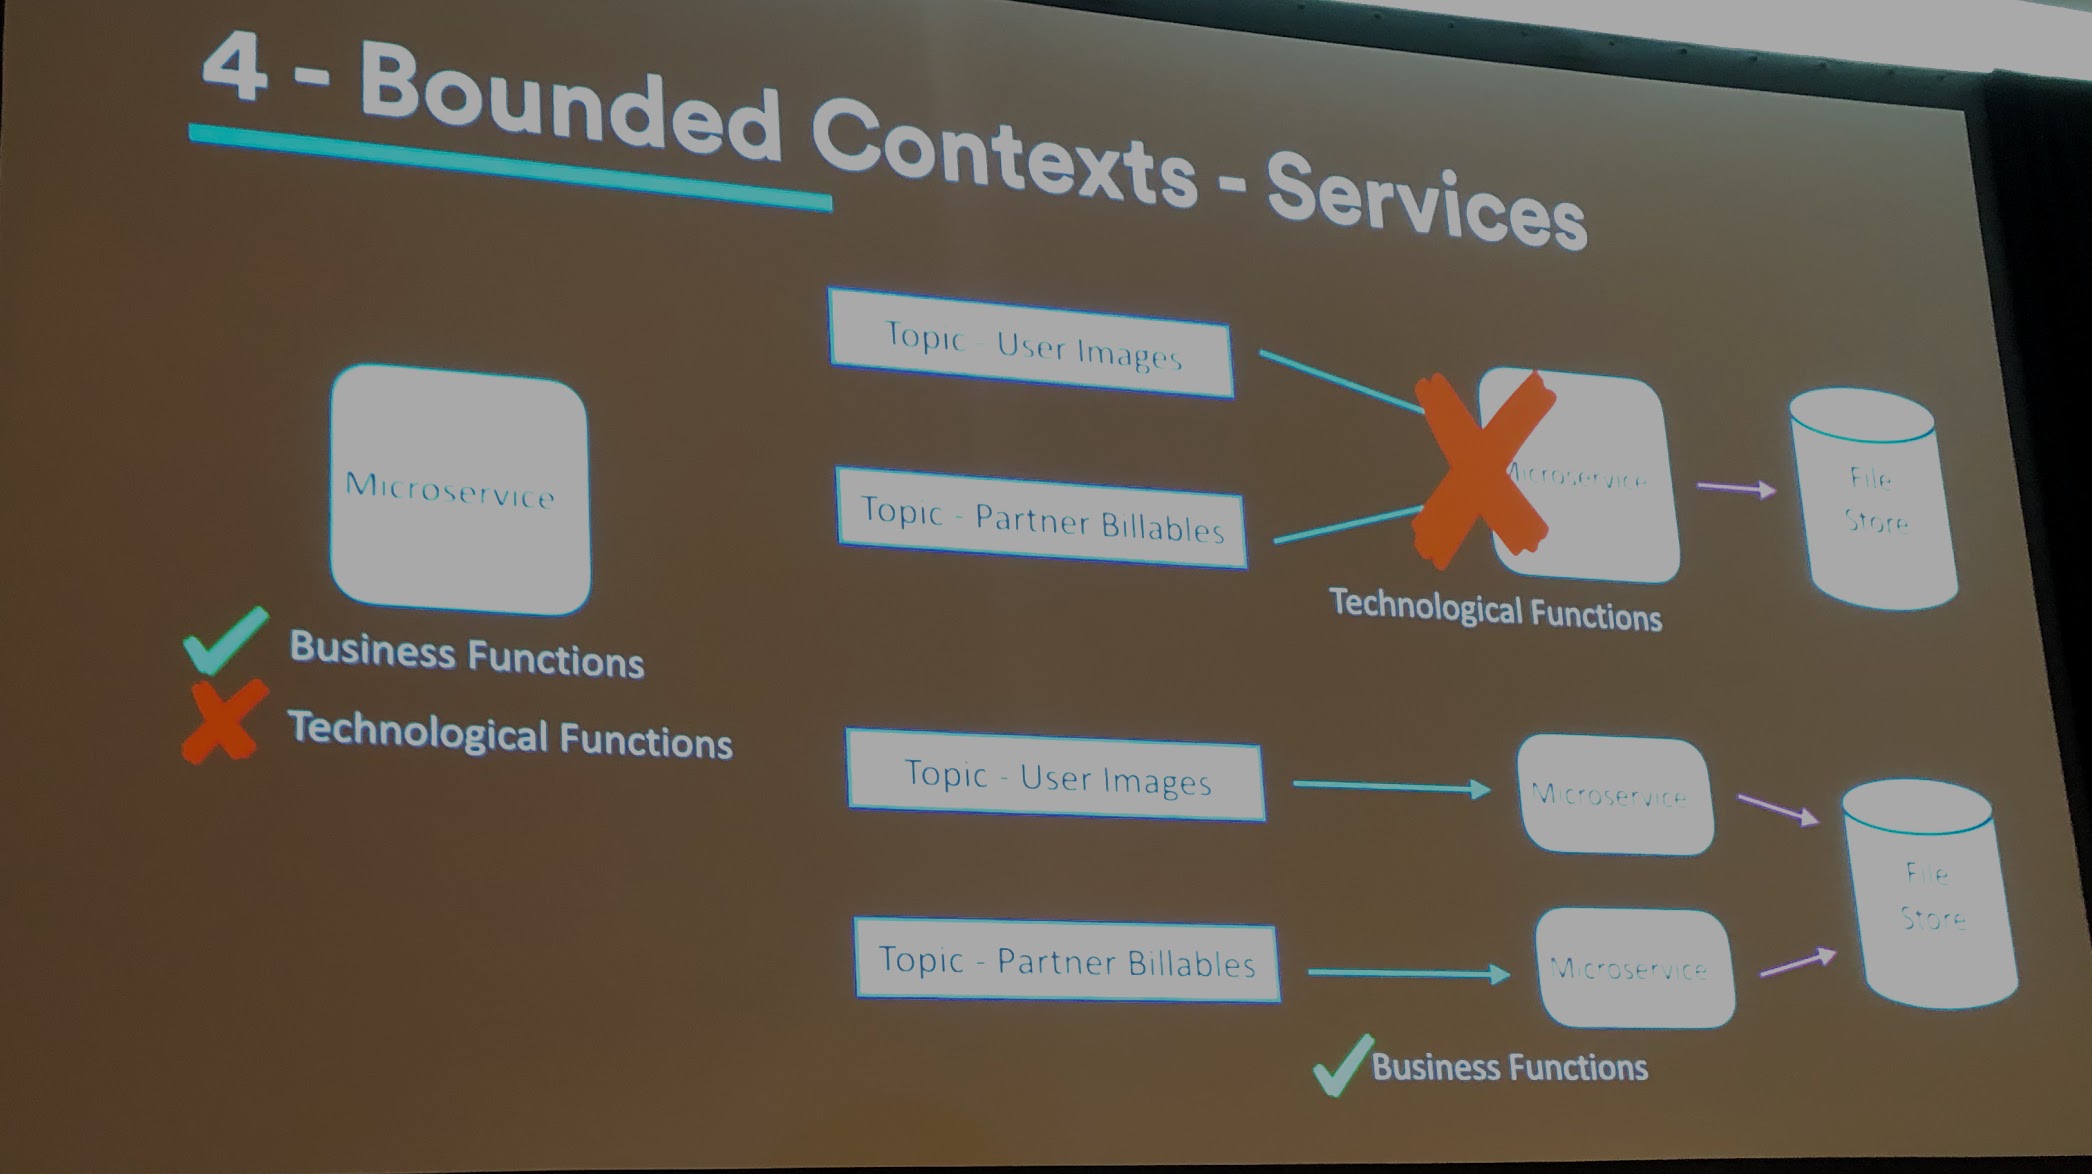 4 - Bounded Contexts - Services
Microservice
Business Functions
Technological Functions
Topic - User Images
Topic - Partner Billables
Microservice
Technological Functions
File
Store
Topic - User Images
Microservice
Topic - Partner Billables
Microservice
File
Store
Business Functions